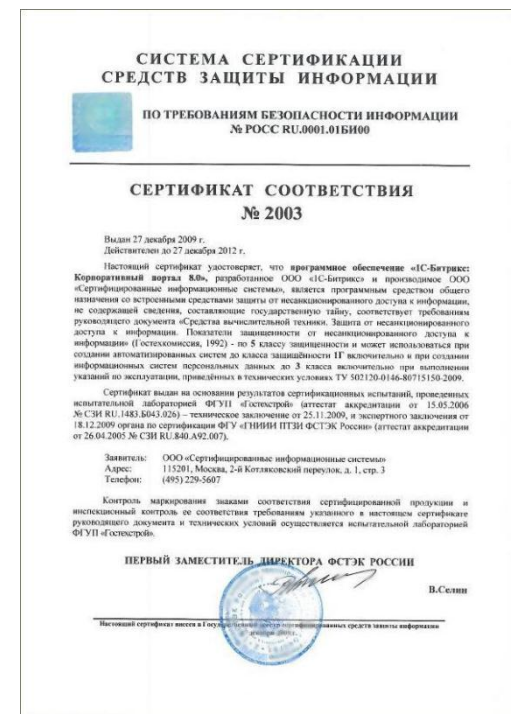 СИСТЕМА СЕРТИФИКАЦИИ
СРЕДСТВ ЗАЩИТЫ ИНФОРМАЦИИ
ПО ТРЕБОВАНИЯМ БЕЗОПАСНОСТИ ИНФОРМАЦИИ
№ РОСС RU.0001.01БИ00
СЕРТИФИКАТ СООТВЕТСТВИЯ
№ 2003
Выдан 27 декабря 2009 г.
Действителен до 27 декабря 2012 г.
Настоящий сертификат удостоверяет, что программное обеспечение «1С-Битрикс:
Корпоративный портал 8.0», разработанное ООО «1С-Битрикс» и производимое ООО
«Сертифицированные информационные системы», является программным средством общего
назначения со встроенными средствами защиты от несанкционированного доступа к информации,
не содержащей сведения, составляющие государственную тайну, соответствует требованиям
руководящего документа «Средства вычислительной техники. Защита от несанкционированного
доступа к информации. Показатели защищенности от несанкционированного доступа к
информации» (Гостехкомиссия, 1992) - по 5 классу защищенности и может использоваться при
создании автоматизированных систем до класса защищённости 1Г включительно и при создании
информационных систем персональных данных до 3 класса включительно при выполнении
указаний по эксплуатации, приведённых в технических условиях ТУ 502120-0146-80715150-2009.
Сертификат выдан на основании результатов сертификационных испытаний, проведенных
испытательной лабораторией ФГУП «Гостехстрой» (аттестат аккредитации от 15.05.2006
№ СЗИ RU.1483.Б043.026) – техническое заключение от 25.11.2009, и экспертного заключения от
18.12.2009 органа по сертификации ФГУ «ГНИИИ ПТЗИ ФСТЭК России» (аттестат аккредитации
от 26.04.2005 № СЗИ RU.840.А92.007).
Заявитель: ООО «Сертифицированные информационные системы»
Адрес: 115201, Москва, 2-й Котляковский переулок, д. 1, стр. 3
Телефон: (495) 229-5607
Контроль маркирования знаками соответствия сертифицированной продукции и
инспекционный контроль ее соответствия требованиям указанного в настоящем сертификате
руководящего документа и технических условий осуществляется испытательной лабораторией
ФГУП «Гостехстрой».
ПЕРВЫЙ ЗАМЕСТИТЕЛЬ ДИРЕКТОРА ФСТЭК РОССИИ
В.Селин
Настоящий сертификат внесен в сертифицированных средств защиты информации